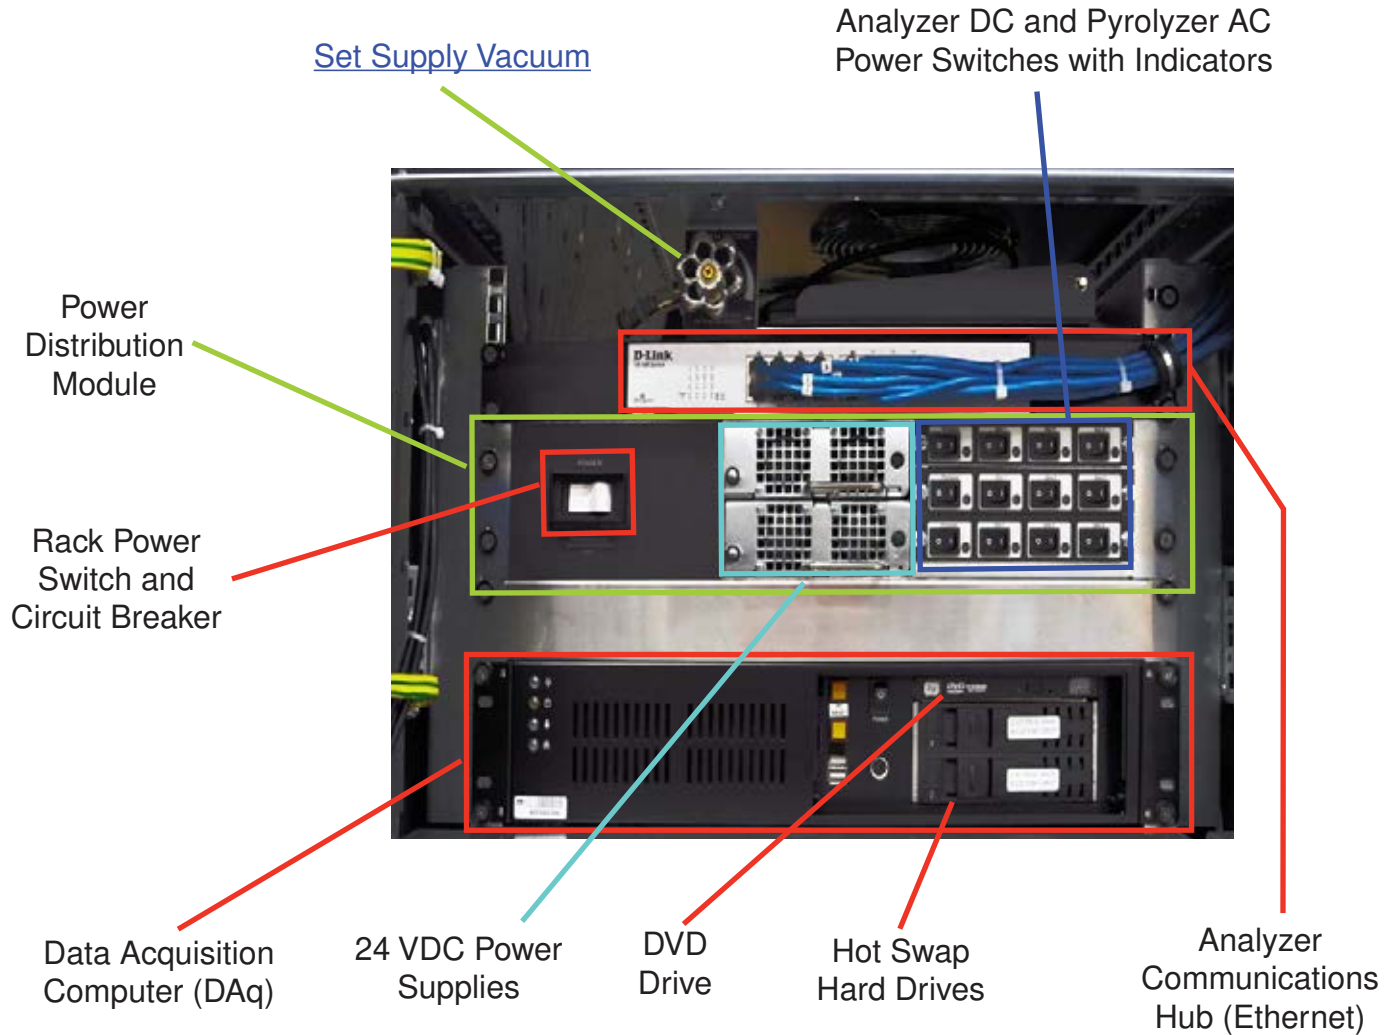 Analyzer DC and Pyrolyzer AC
Power Switches with Indicators
Set Supply Vacuum
Power
Distribution
Module
D-Link
Rack Power
Switch and
Circuit Breaker
POWER
Data Acquisition
Computer (DAq)
24 VDC Power
Supplies
DVD
Drive
Hot Swap
Hard Drives
Analyzer
Communications
Hub (Ethernet)